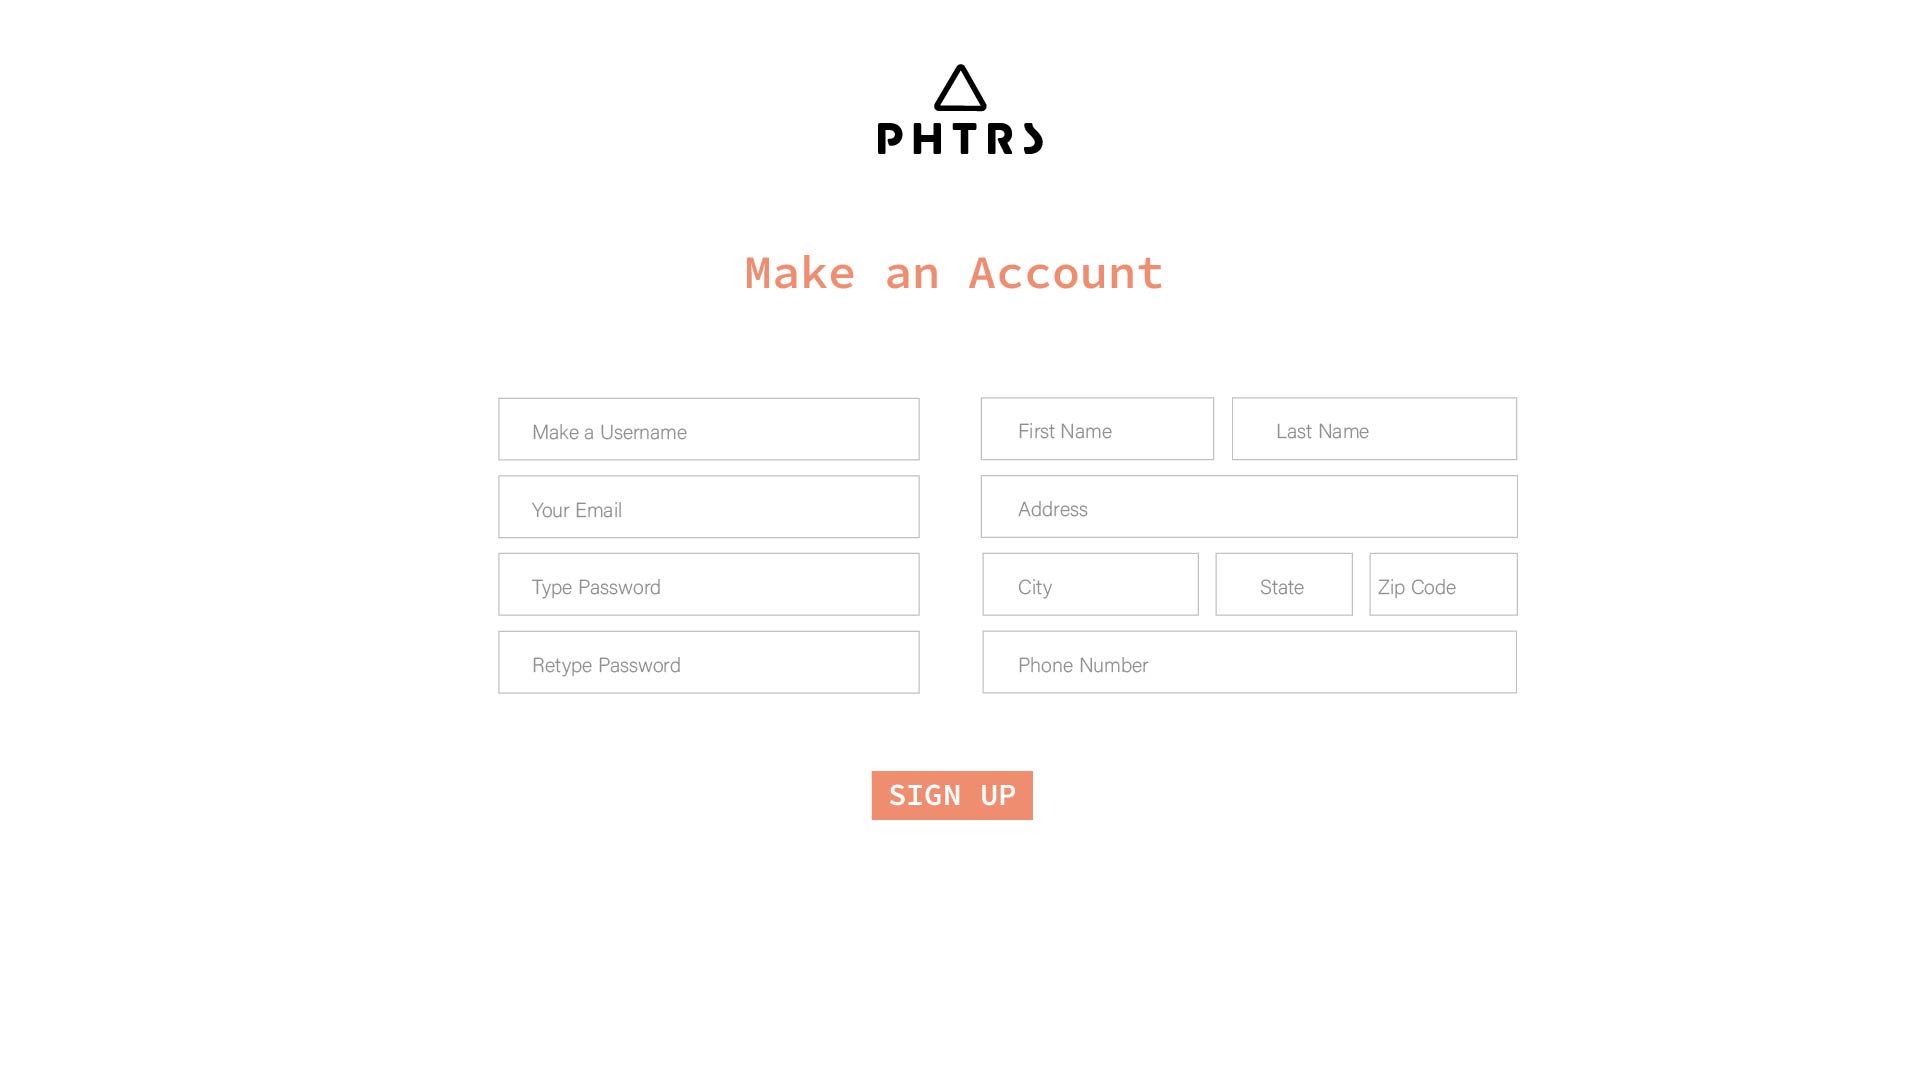 PHTRS
Make an Account
Make a Username
Your Email
Type Password
Retype Password
First Name
Last Name
Address
City
State
Zip Code
Phone Number
SIGN UP